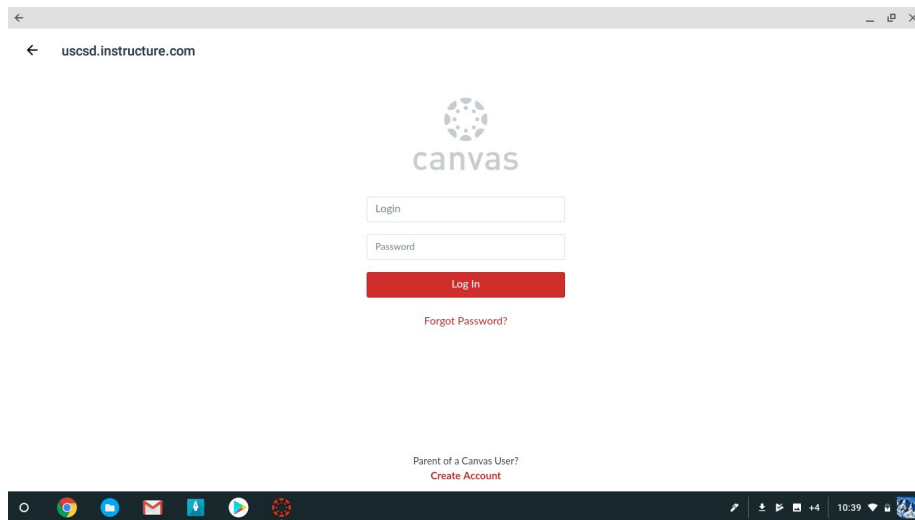 uscsd.instructure.com
canvas
Login
Password
Log In
Forgot Password?
Parent of a Canvas User?
Create Account
+4
10:39